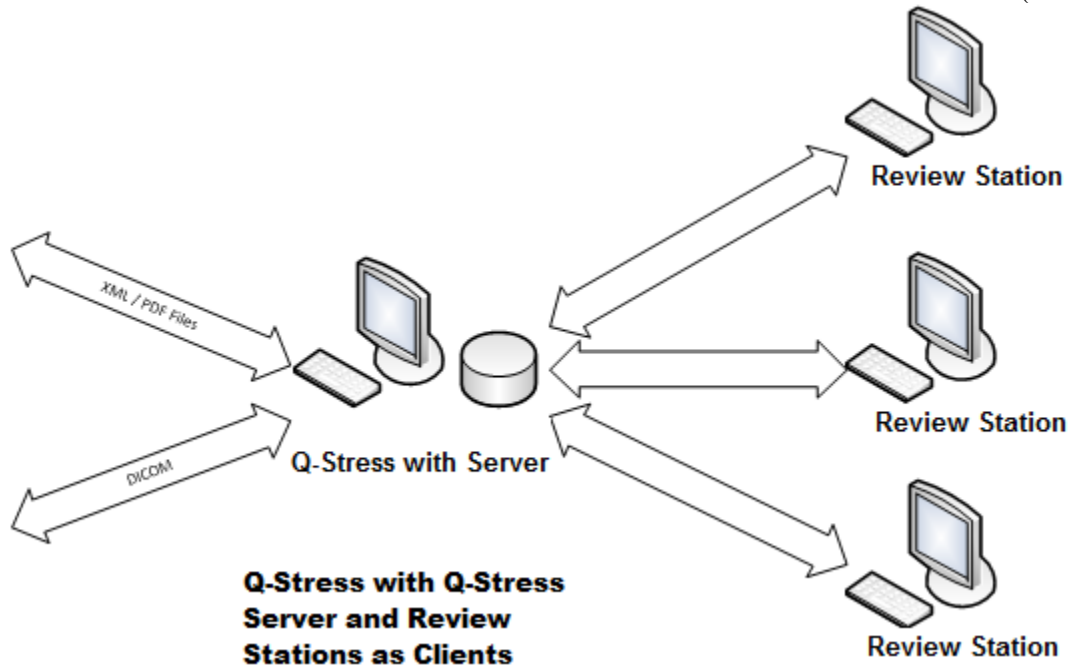 Review Station
XML / PDF Files
Review Station
Q-Stress with Server
DICOM
Q-Stress with Q-Stress
Server and Review
Stations as Clients
Review Station